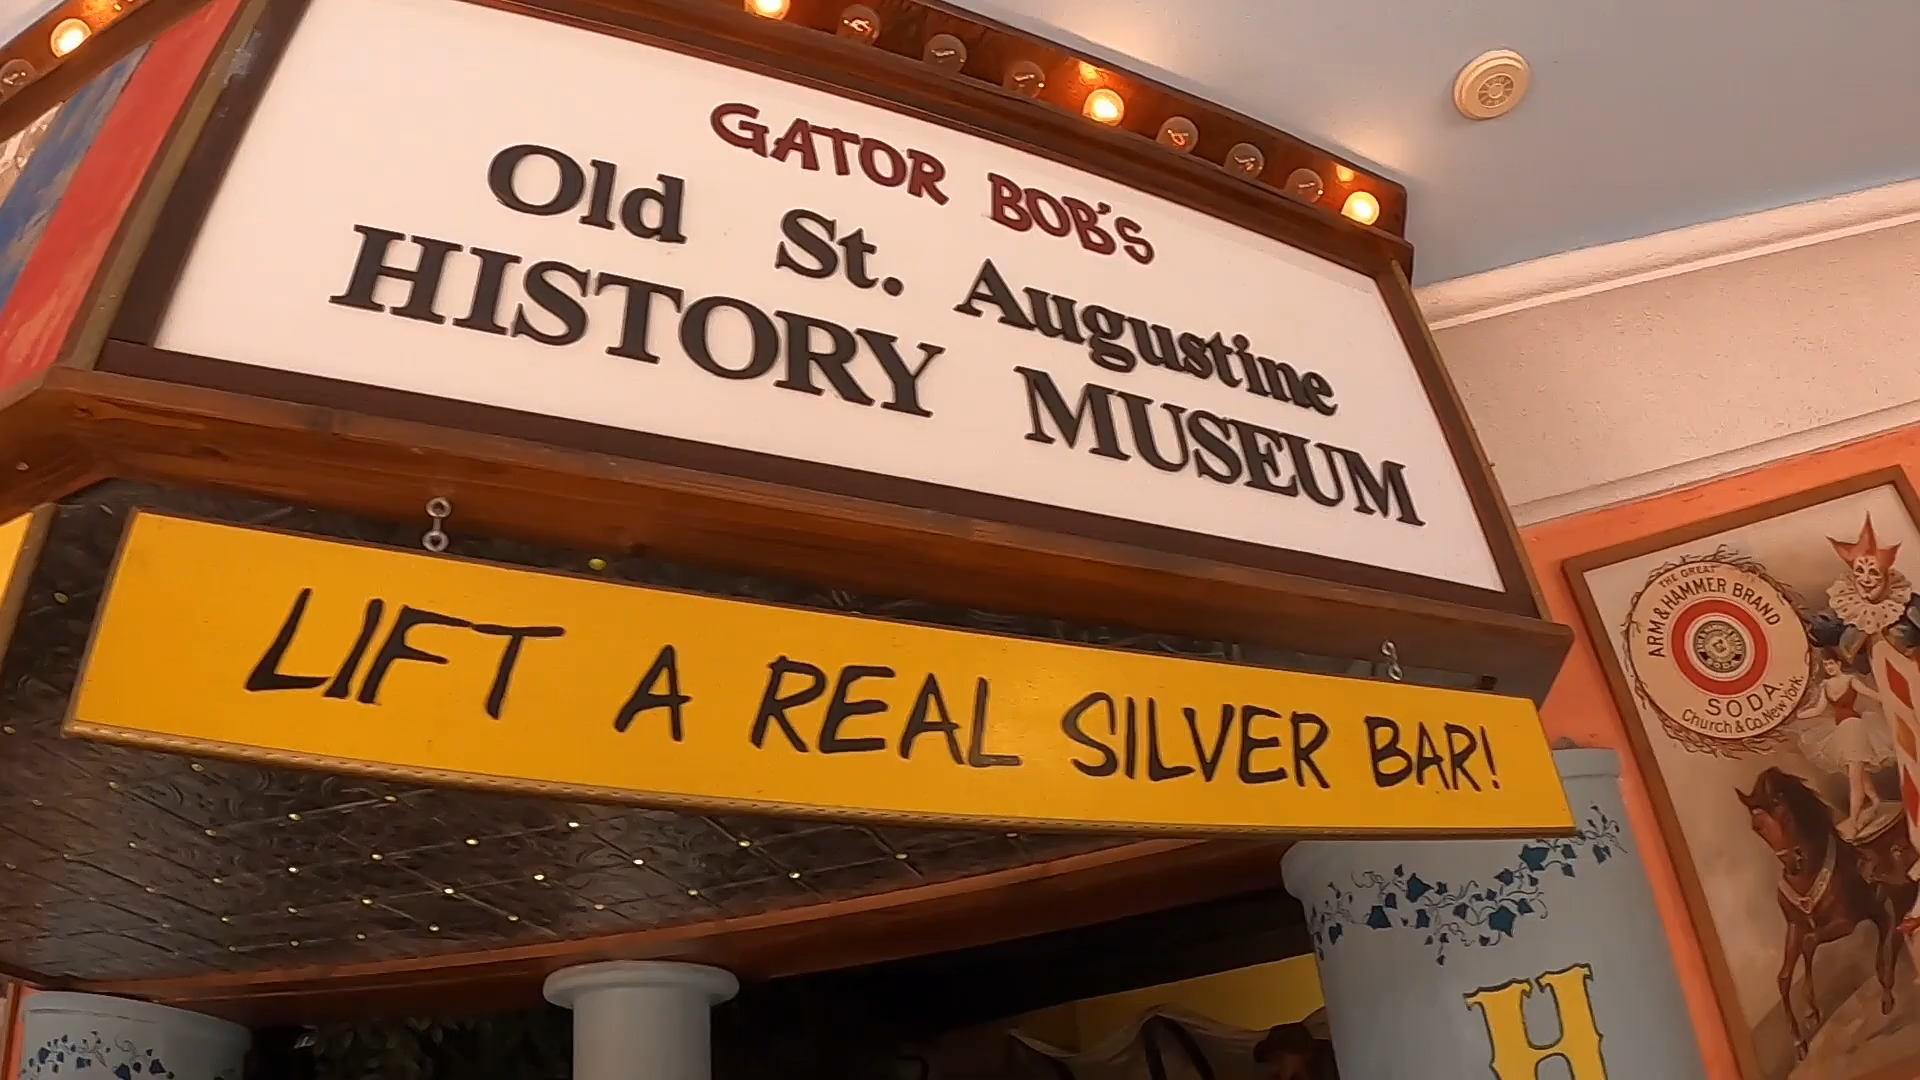 GATOR BOB'S
Old St. Augustine
HISTORY MUSEUM
LIFT A REAL SILVER BAR!
THE GREAT
ARM & HAMMER BRAND
SODA.
Church & Co. New York.
H